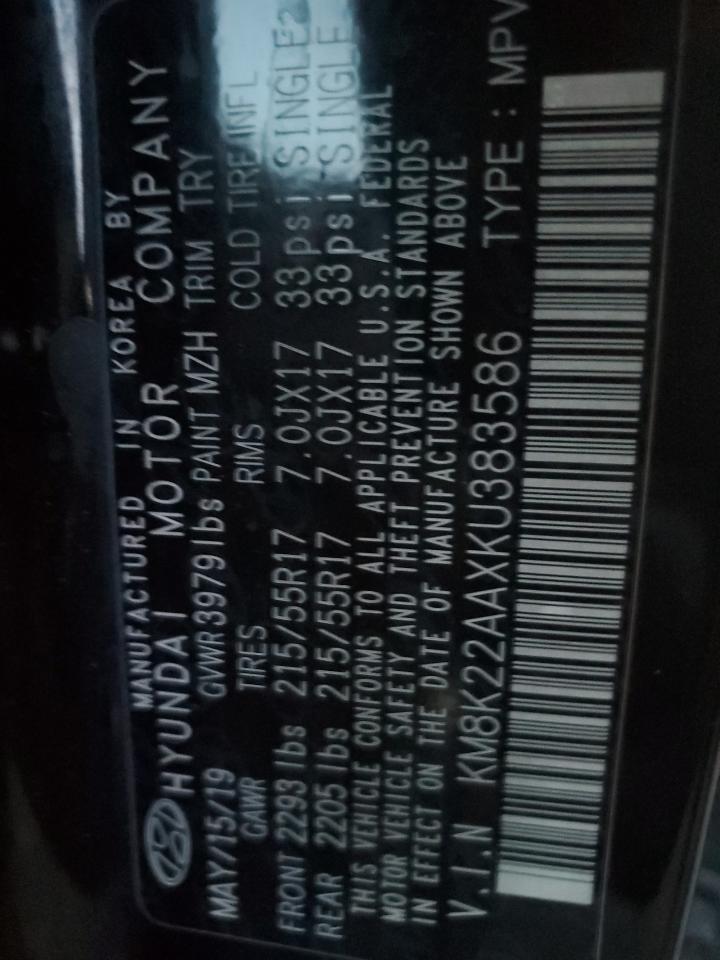 MANUFACTURED IN KOREA BY
HYUNDAI MOTOR COMPANY
MAY/15/19 GVWR 3979 lbs PAINT MZH TRIM TRY
GAWR TIRES RIMS COLD TIRE INFL
FRONT 2293 lbs 215/55R17 7.0JX17 33psi SINGLE
REAR 2205 lbs 215/55R17 7.0JX17 33psi SINGLE
THIS VEHICLE CONFORMS TO ALL APPLICABLE U.S.A. FEDERAL
MOTOR VEHICLE SAFETY AND THEFT PREVENTION STANDARDS
IN EFFECT ON THE DATE OF MANUFACTURE SHOWN ABOVE
V.I.N KM8K22AAXKU383586 TYPE : MPV